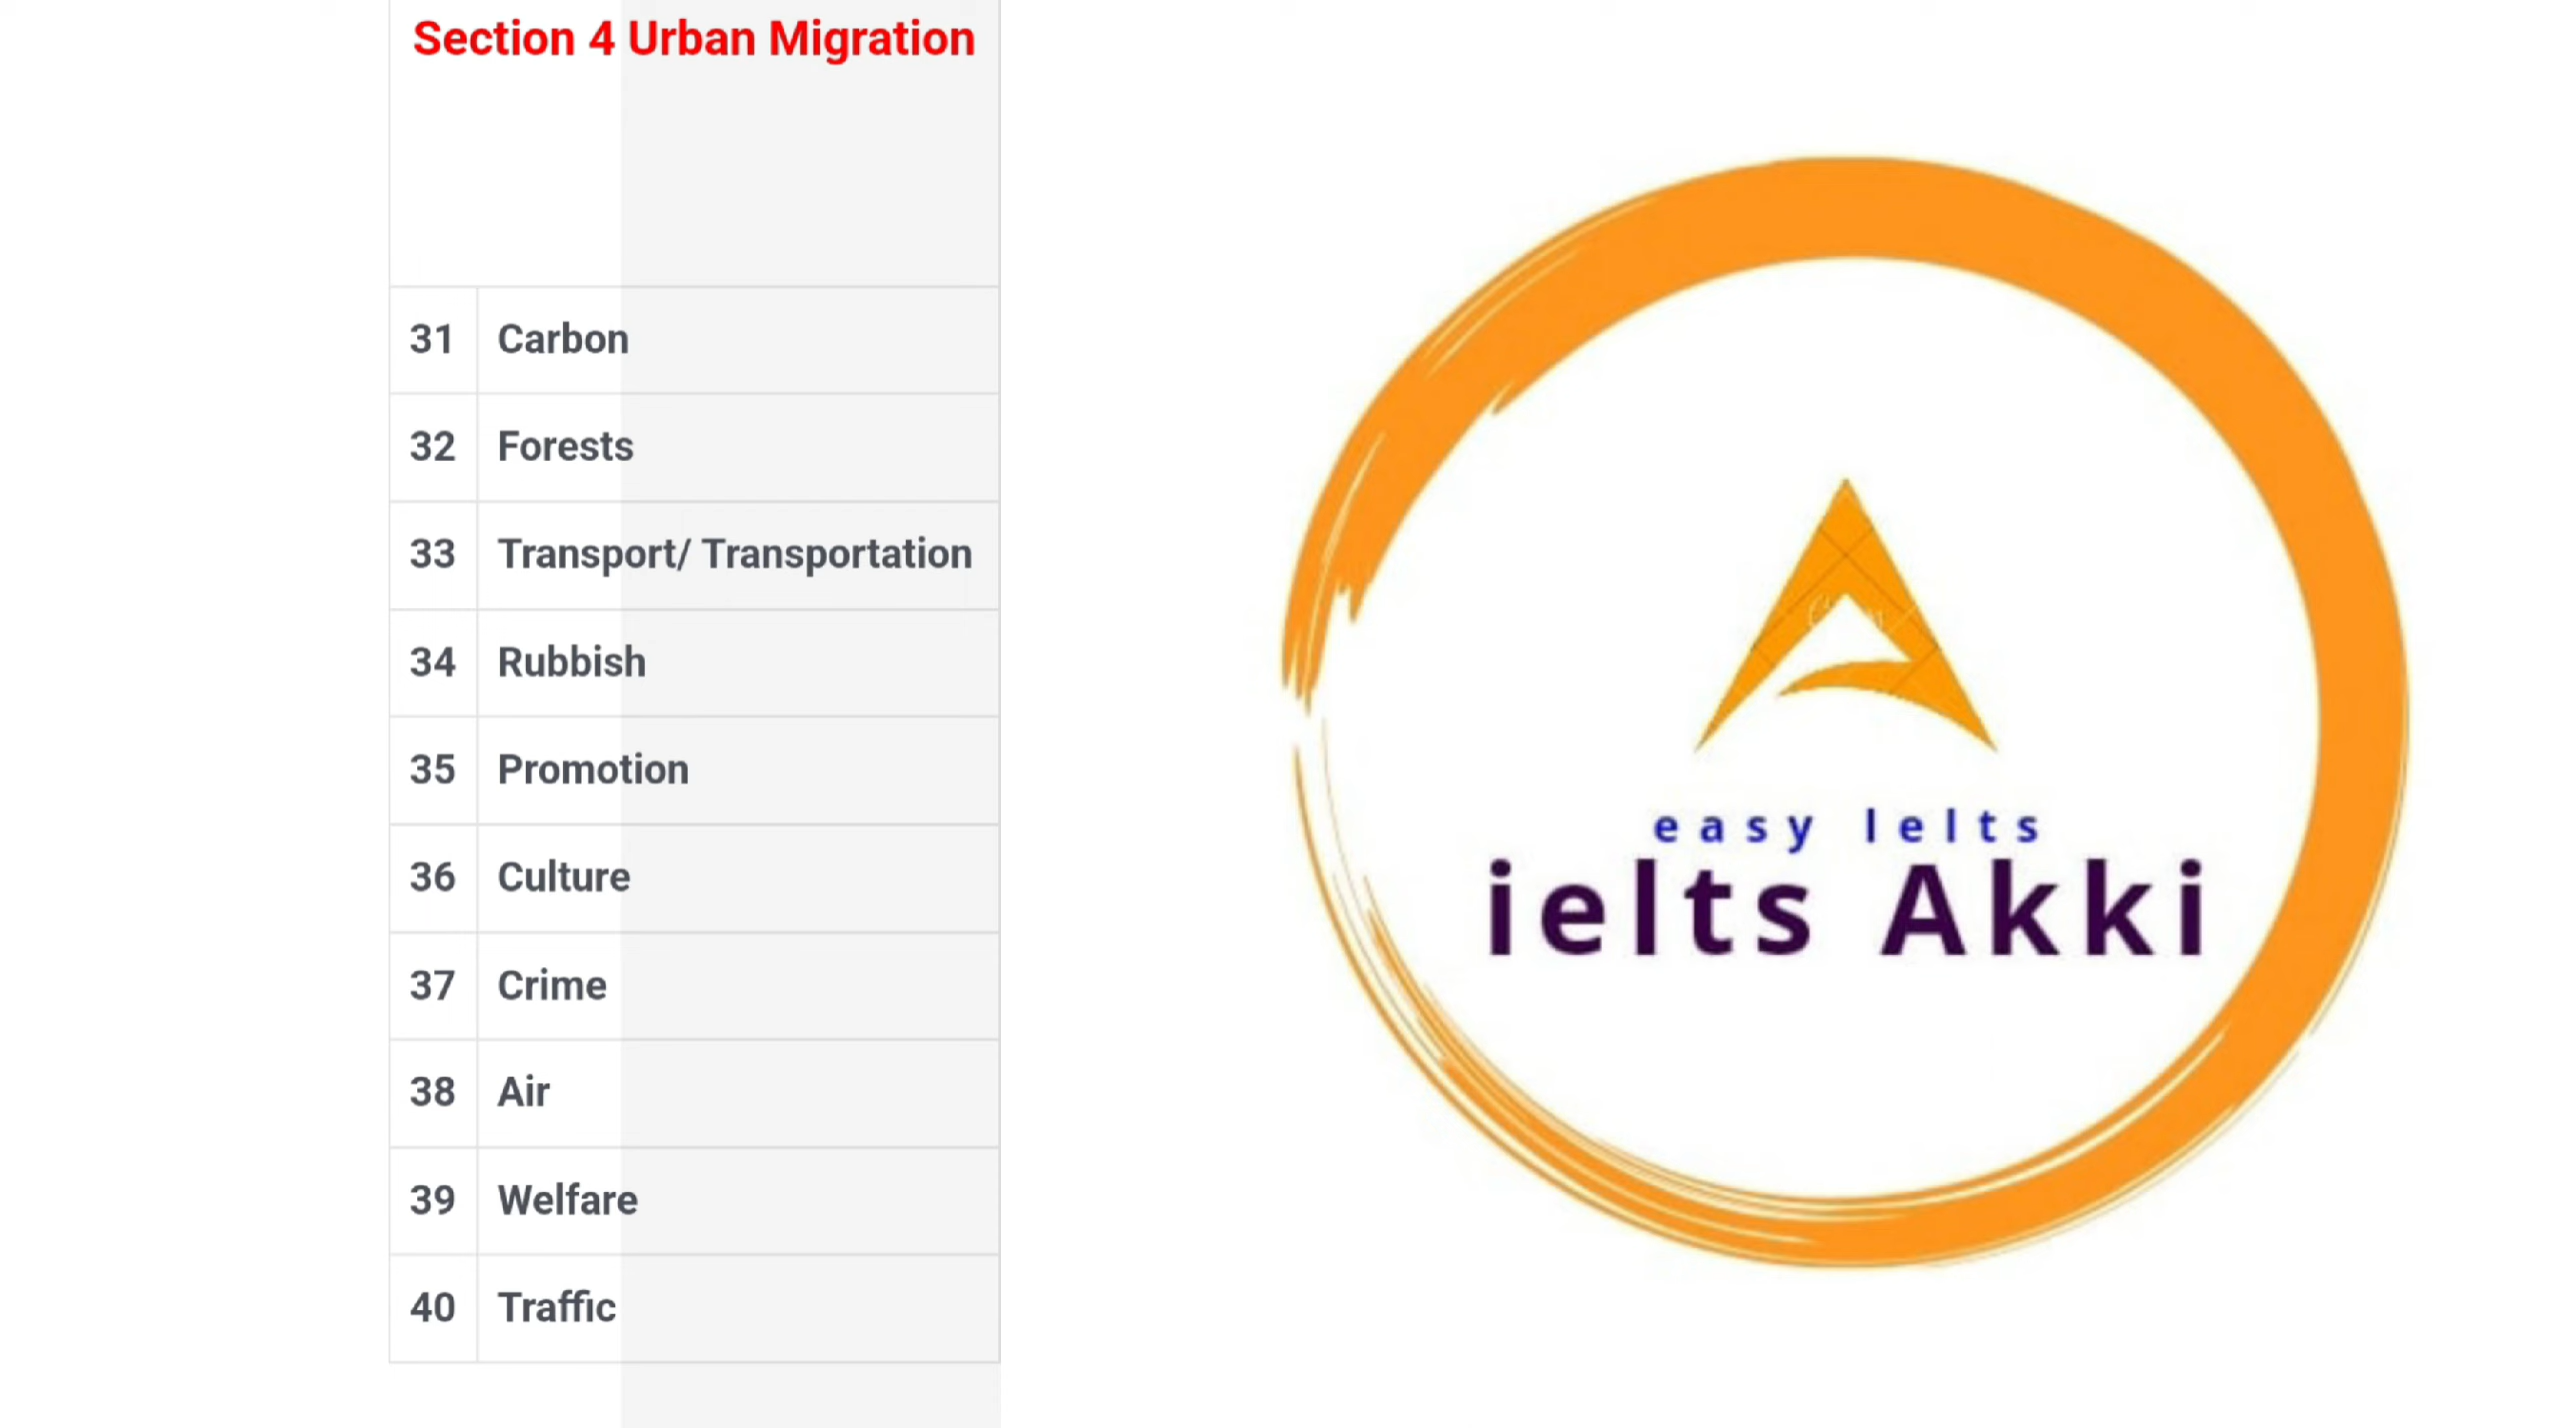 Section 4 Urban Migration
31 Carbon
32 Forests
33 Transport/ Transportation
34 Rubbish
35 Promotion
36 Culture
37 Crime
38 Air
39 Welfare
40 Traffic
easy Ielts
ielts Akki